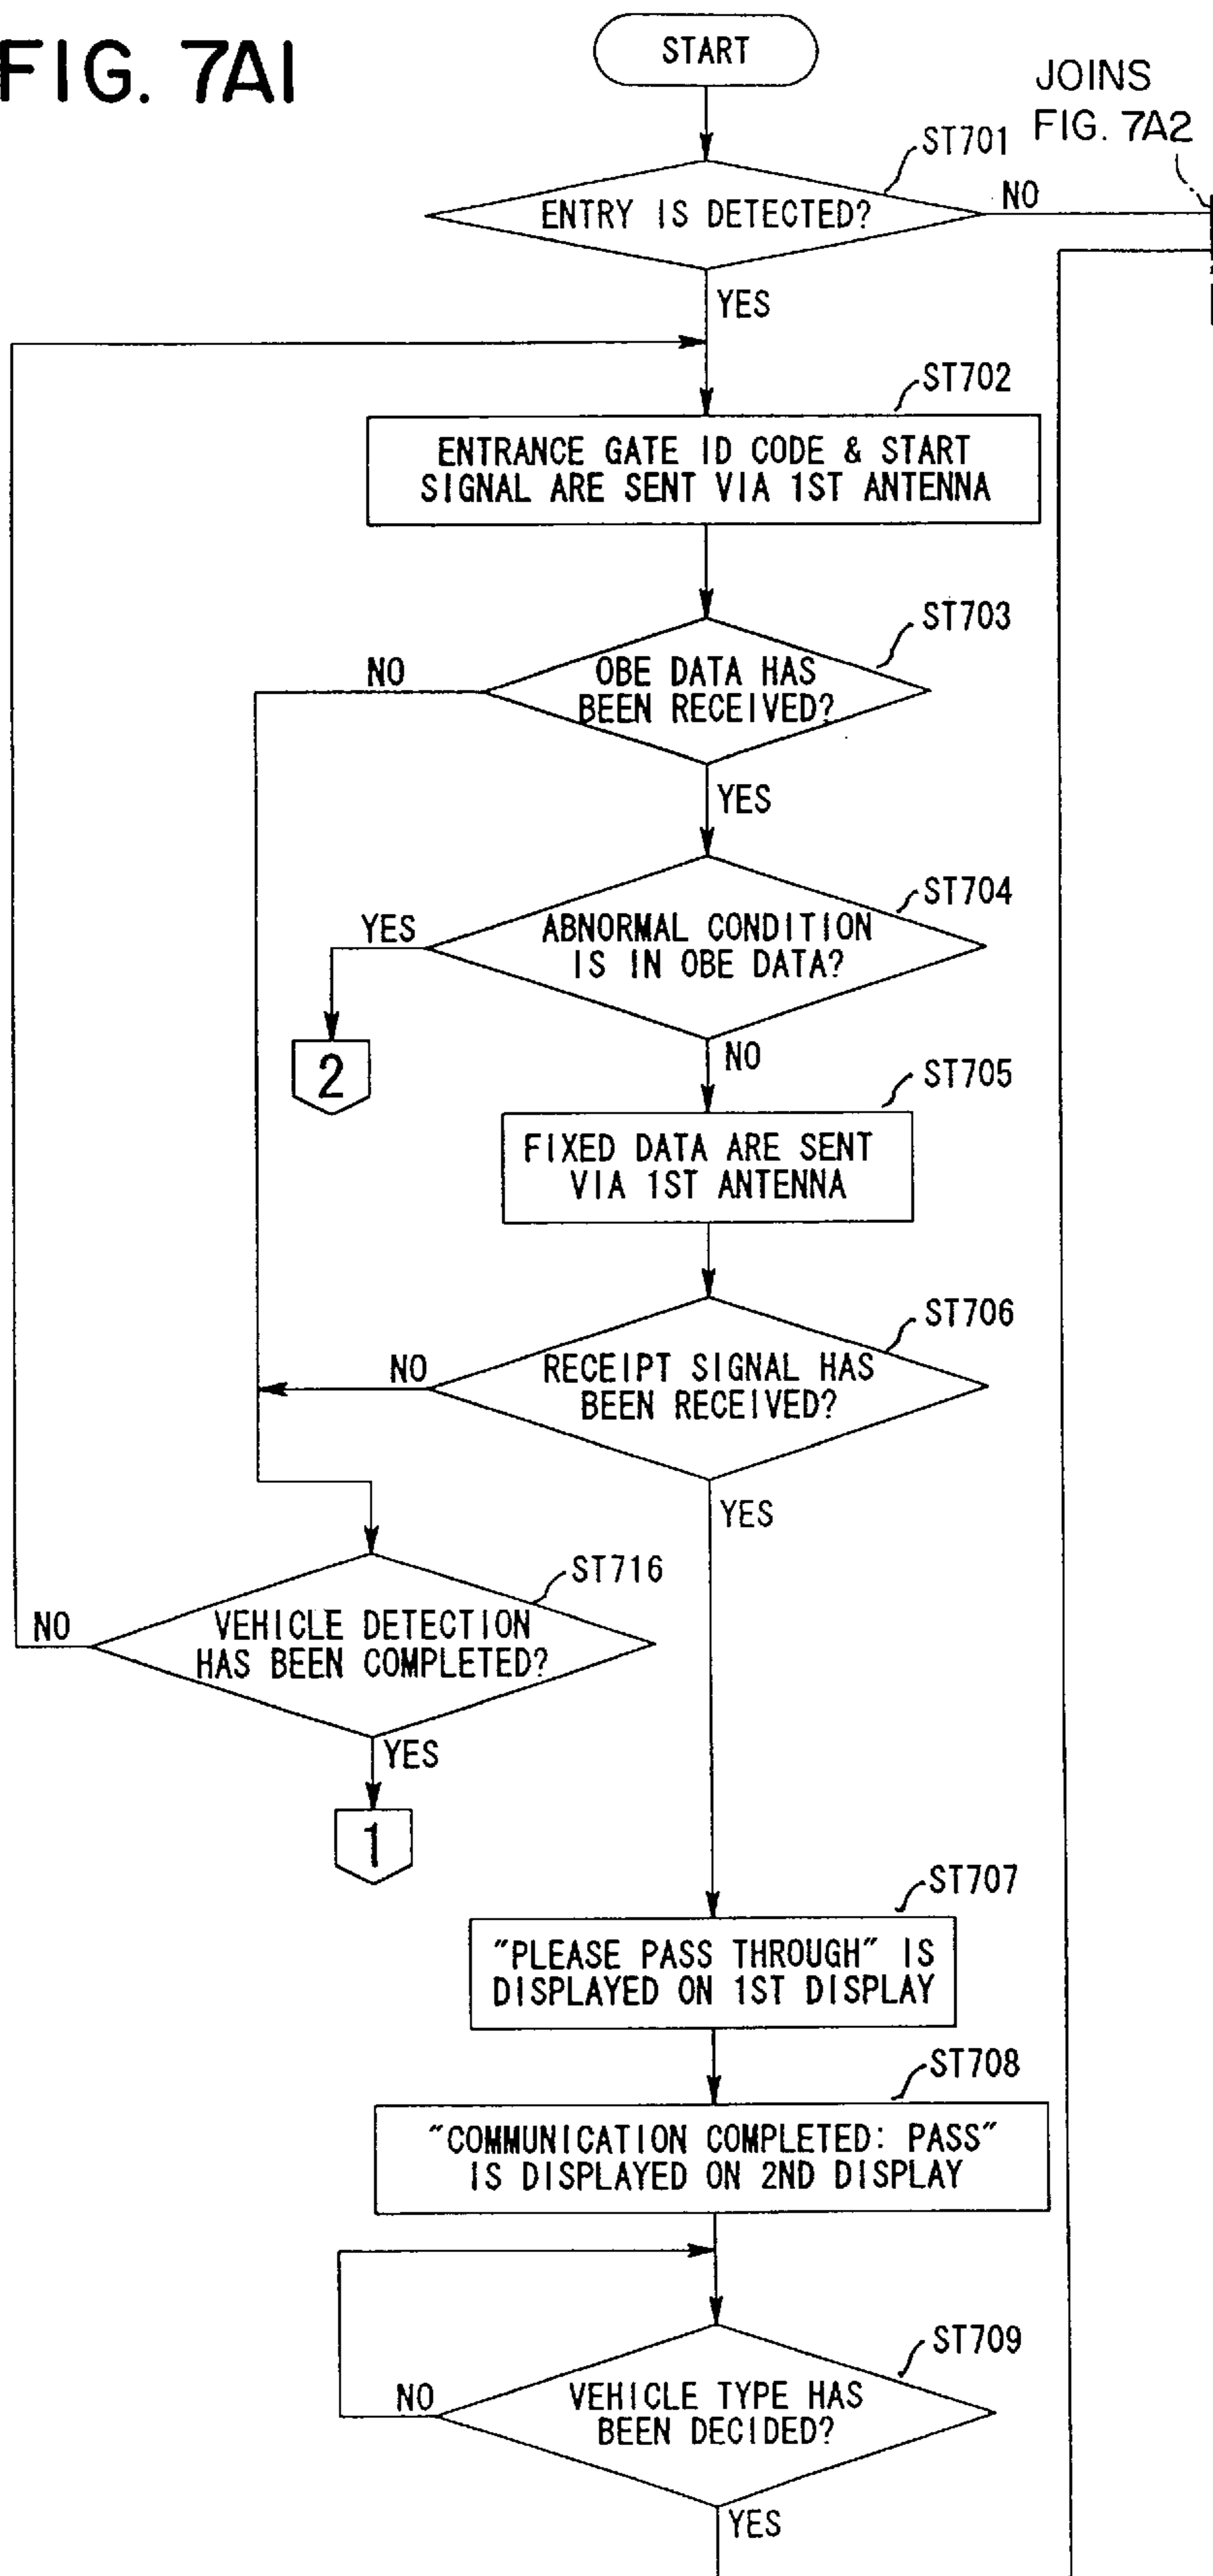 FIG. 7A1
START
JOINS
FIG. 7A2
ST701
ENTRY IS DETECTED?
NO
YES
ST702
ENTRANCE GATE ID CODE & START
SIGNAL ARE SENT VIA 1ST ANTENNA
ST703
OBE DATA HAS
BEEN RECEIVED?
NO
YES
ST704
ABNORMAL CONDITION
IS IN OBE DATA?
YES
2
NO
ST705
FIXED DATA ARE SENT
VIA 1ST ANTENNA
ST706
RECEIPT SIGNAL HAS
BEEN RECEIVED?
NO
YES
ST716
VEHICLE DETECTION
HAS BEEN COMPLETED?
NO
YES
1
ST707
"PLEASE PASS THROUGH" IS
DISPLAYED ON 1ST DISPLAY
ST708
"COMMUNICATION COMPLETED: PASS"
IS DISPLAYED ON 2ND DISPLAY
ST709
VEHICLE TYPE HAS
BEEN DECIDED?
NO
YES